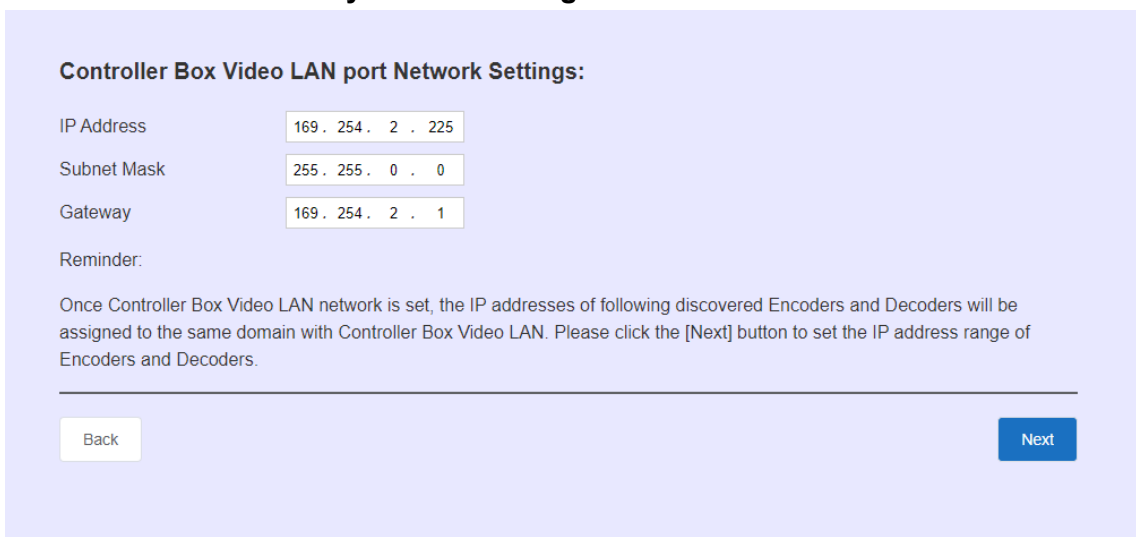 Controller Box Video LAN port Network Settings:
IP Address 169 . 254 . 2 . 225
Subnet Mask 255 . 255 . 0 . 0
Gateway 169 . 254 . 2 . 1
Reminder:
Once Controller Box Video LAN network is set, the IP addresses of following discovered Encoders and Decoders will be
assigned to the same domain with Controller Box Video LAN. Please click the [Next] button to set the IP address range of
Encoders and Decoders.
Back Next